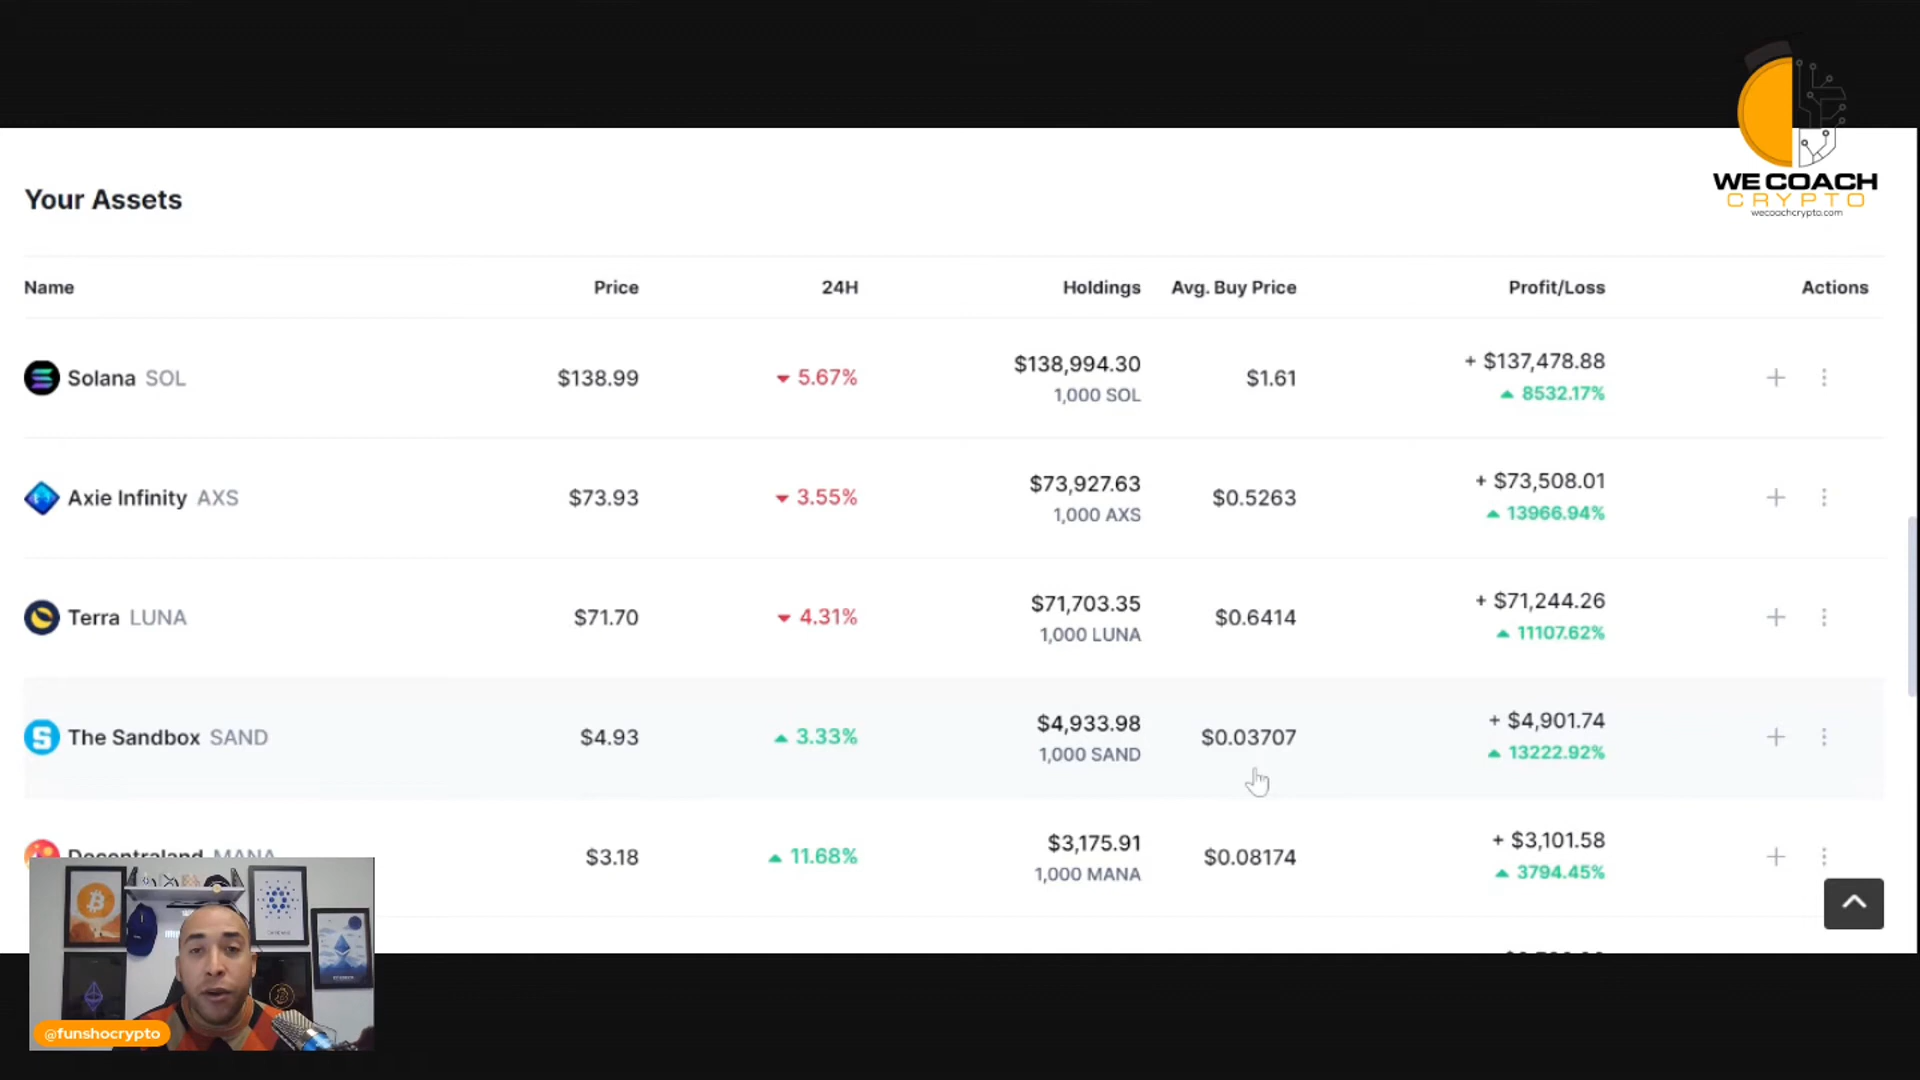 WE COACH
CRYPTO
wecoachcrypto.com
Your Assets
Name Price 24H Holdings Avg. Buy Price Profit/Loss Actions
Solana SOL $138.99 5.67% $138,994.30 $1.61 + $137,478.88
1,000 SOL 8532.17%
Axie Infinity AXS $73.93 3.55% $73,927.63 $0.5263 + $73,508.01
1,000 AXS 13966.94%
Terra LUNA $71.70 4.31% $71,703.35 $0.6414 + $71,244.26
1,000 LUNA 11107.62%
The Sandbox SAND $4.93 3.33% $4,933.98 $0.03707 + $4,901.74
1,000 SAND 13222.92%
Decentraland MANA $3.18 11.68% $3,175.91 $0.08174 + $3,101.58
1,000 MANA 3794.45%
@funshocrypto